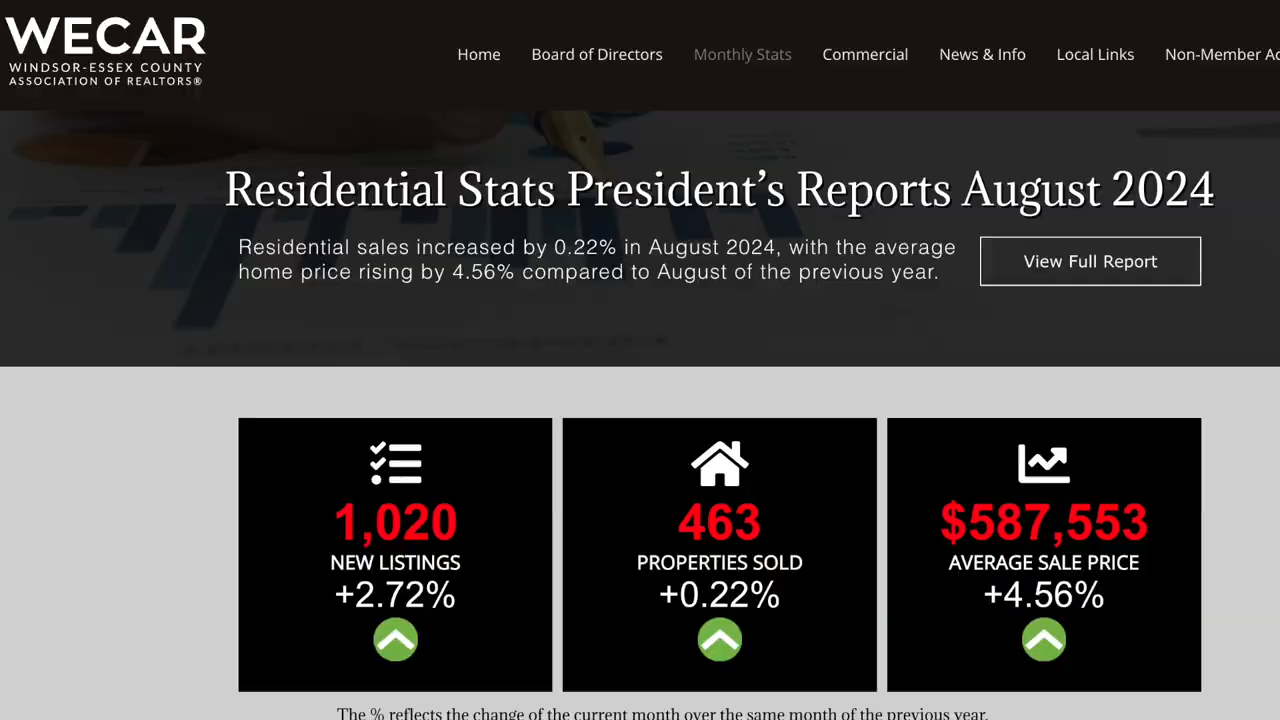 WECAR
WINDSOR-ESSEX COUNTY
ASSOCIATION OF REALTORS®
Home Board of Directors Monthly Stats Commercial News & Info Local Links Non-Member
Residential Stats President’s Reports August 2024
Residential sales increased by 0.22% in August 2024, with the average
home price rising by 4.56% compared to August of the previous year.
View Full Report
1,020
NEW LISTINGS
+2.72%
463
PROPERTIES SOLD
+0.22%
$587,553
AVERAGE SALE PRICE
+4.56%
The % reflects the change of the current month over the same month of the previous year.